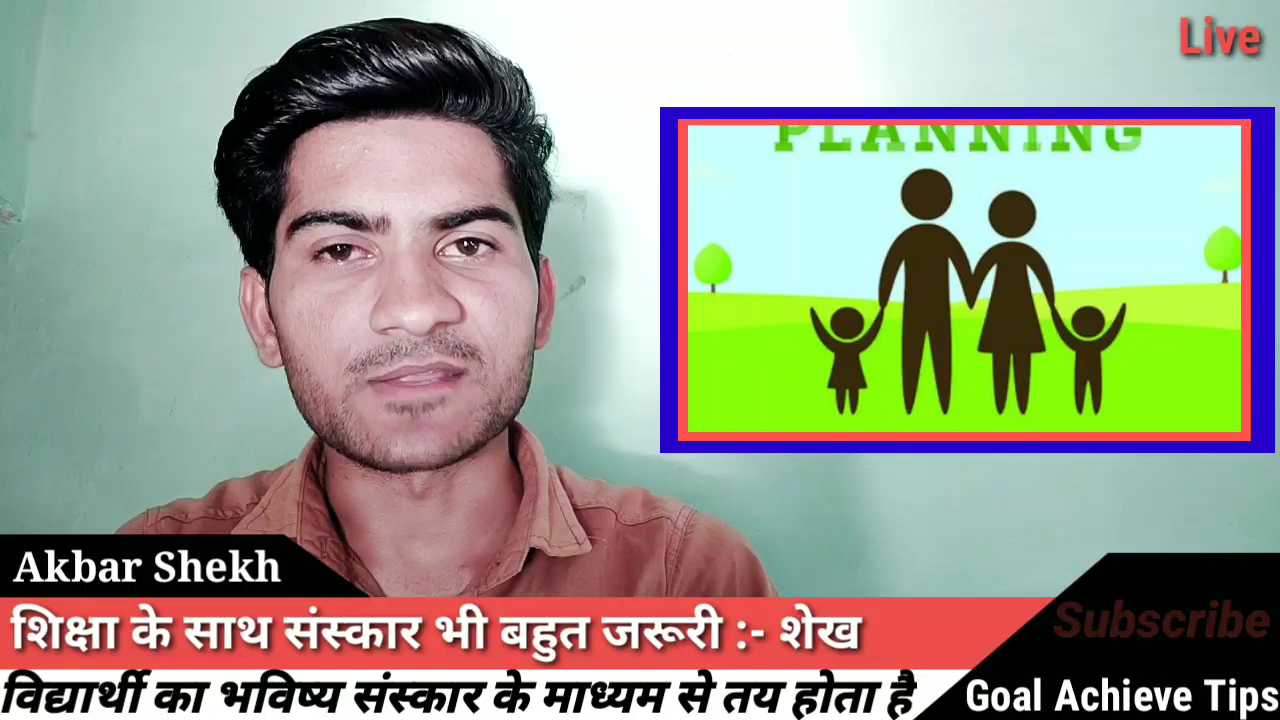 Live
PLANNING
Akbar Shekh
शिक्षा के साथ संस्कार भी बहुत जरूरी :- शेख
Subscribe
विद्यार्थी का भविष्य संस्कार के माध्यम से तय होता है
Goal Achieve Tips